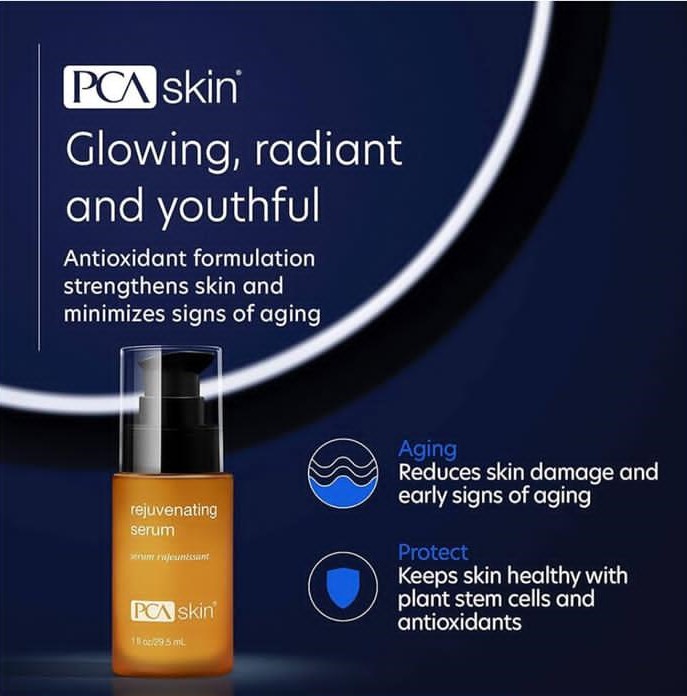 PCA skin®
Glowing, radiant
and youthful
Antioxidant formulation
strengthens skin and
minimizes signs of aging
Aging
Reduces skin damage and
early signs of aging
Protect
Keeps skin healthy with
plant stem cells and
antioxidants
rejuvenating
serum
serum rajeunissant
PCA skin®
1 fl oz/29.5 mL